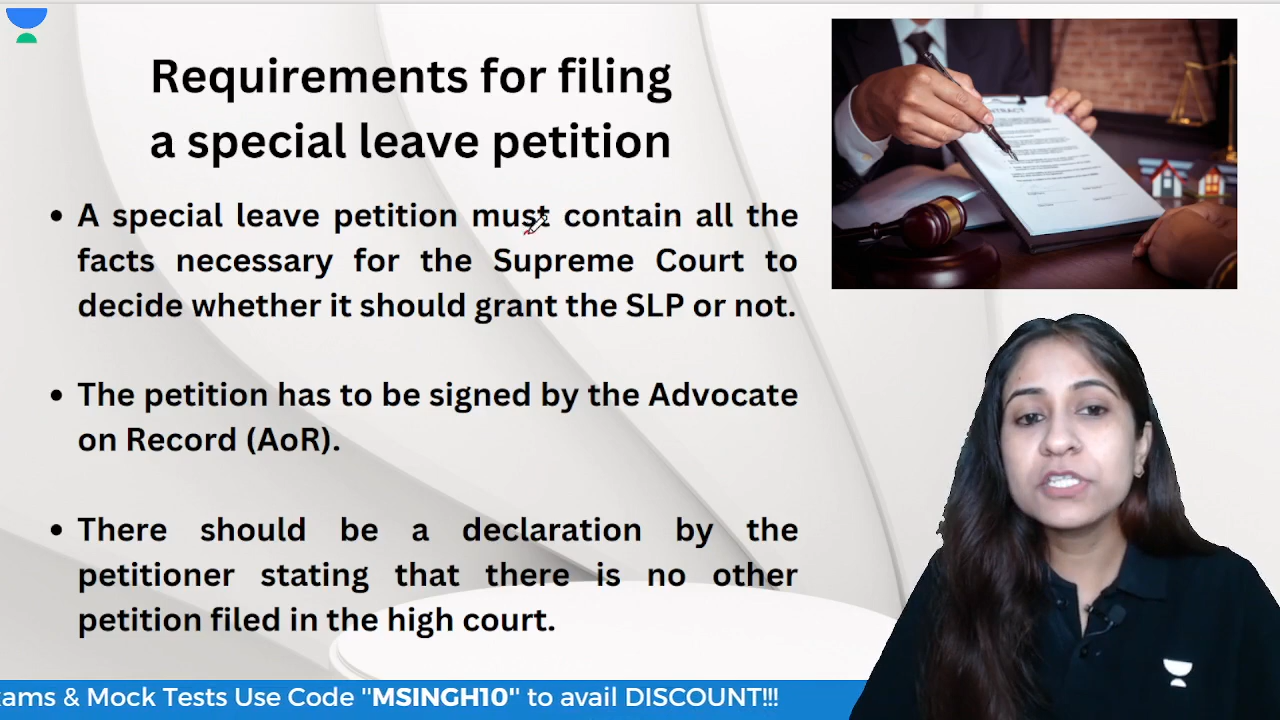 Requirements for filing
a special leave petition
• A special leave petition must contain all the
facts necessary for the Supreme Court to
decide whether it should grant the SLP or not.
• The petition has to be signed by the Advocate
on Record (AoR).
• There should be a declaration by the
petitioner stating that there is no other
petition filed in the high court.
ams & Mock Tests Use Code "MSINGH10" to avail DISCOUNT!!!